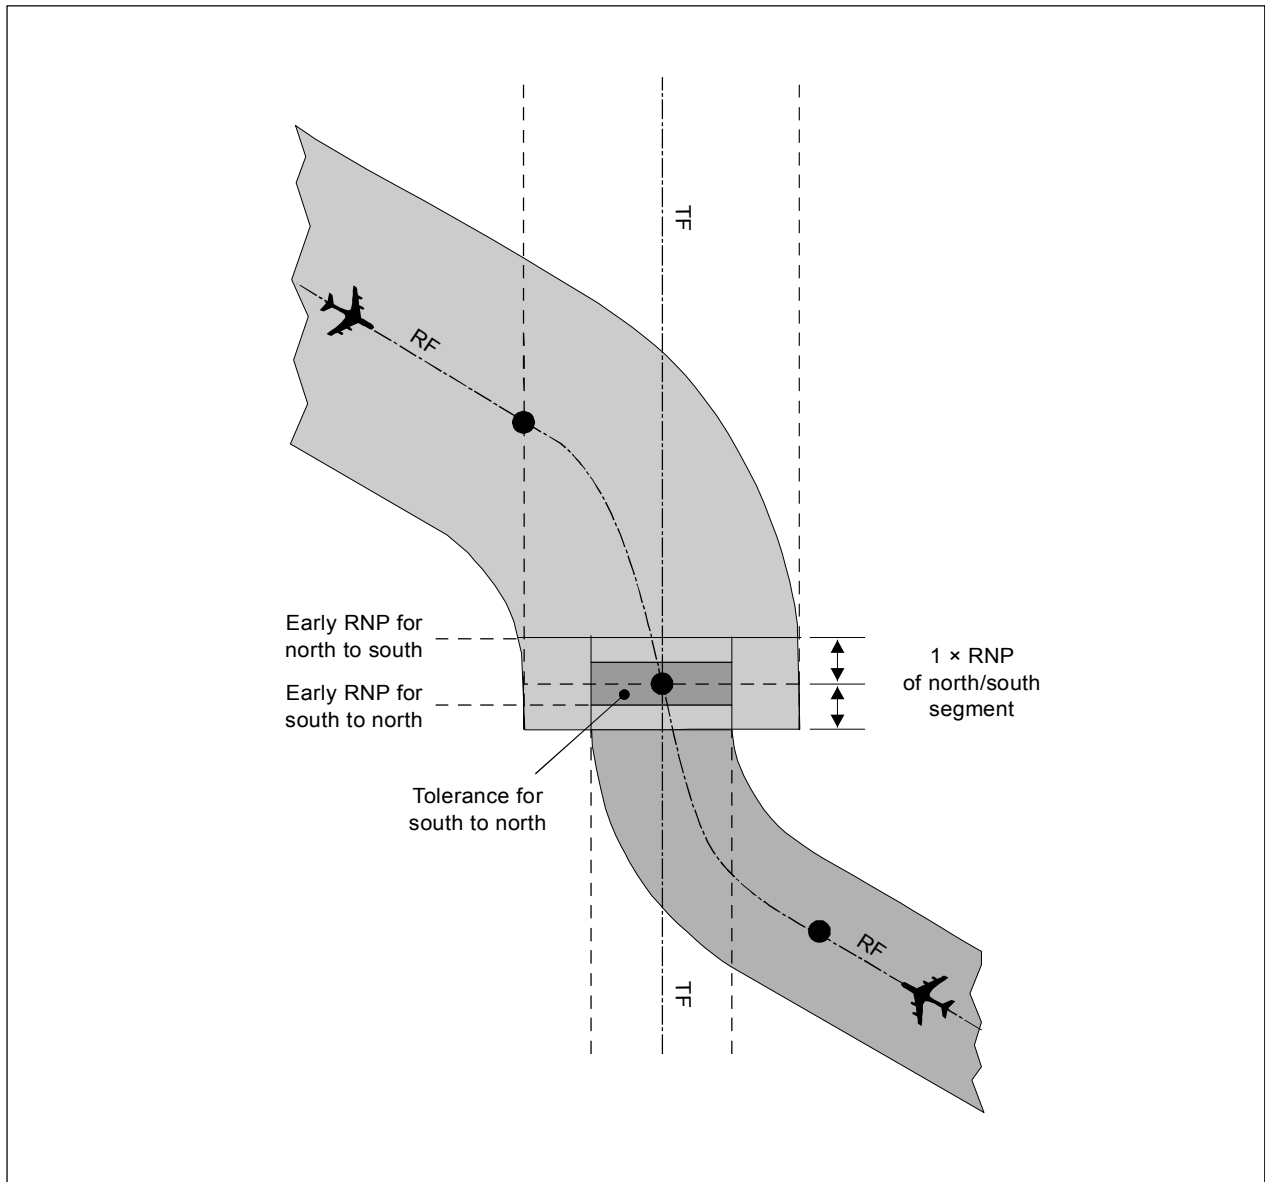 TF
RF
Early RNP for
north to south
1 × RNP
of north/south
segment
Early RNP for
south to north
Tolerance for
south to north
RF
TF